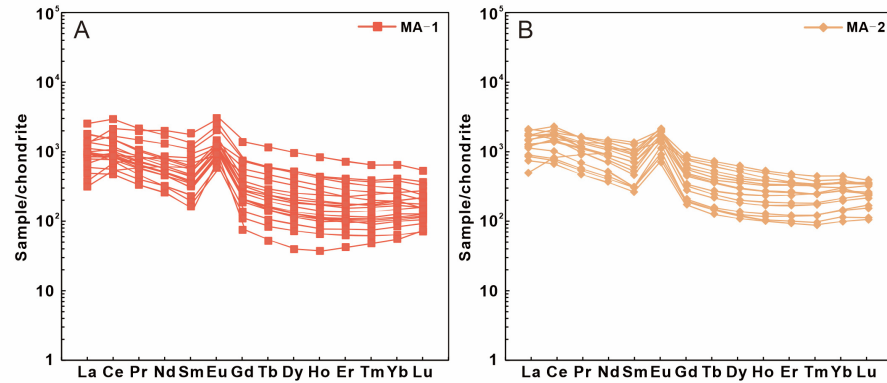 A
MA-1
Sample/chondrite
10⁵
10⁴
10³
10²
10
1
La Ce Pr Nd Sm Eu Gd Tb Dy Ho Er Tm Yb Lu
B
MA-2
Sample/chondrite
10⁵
10⁴
10³
10²
10
1
La Ce Pr Nd Sm Eu Gd Tb Dy Ho Er Tm Yb Lu